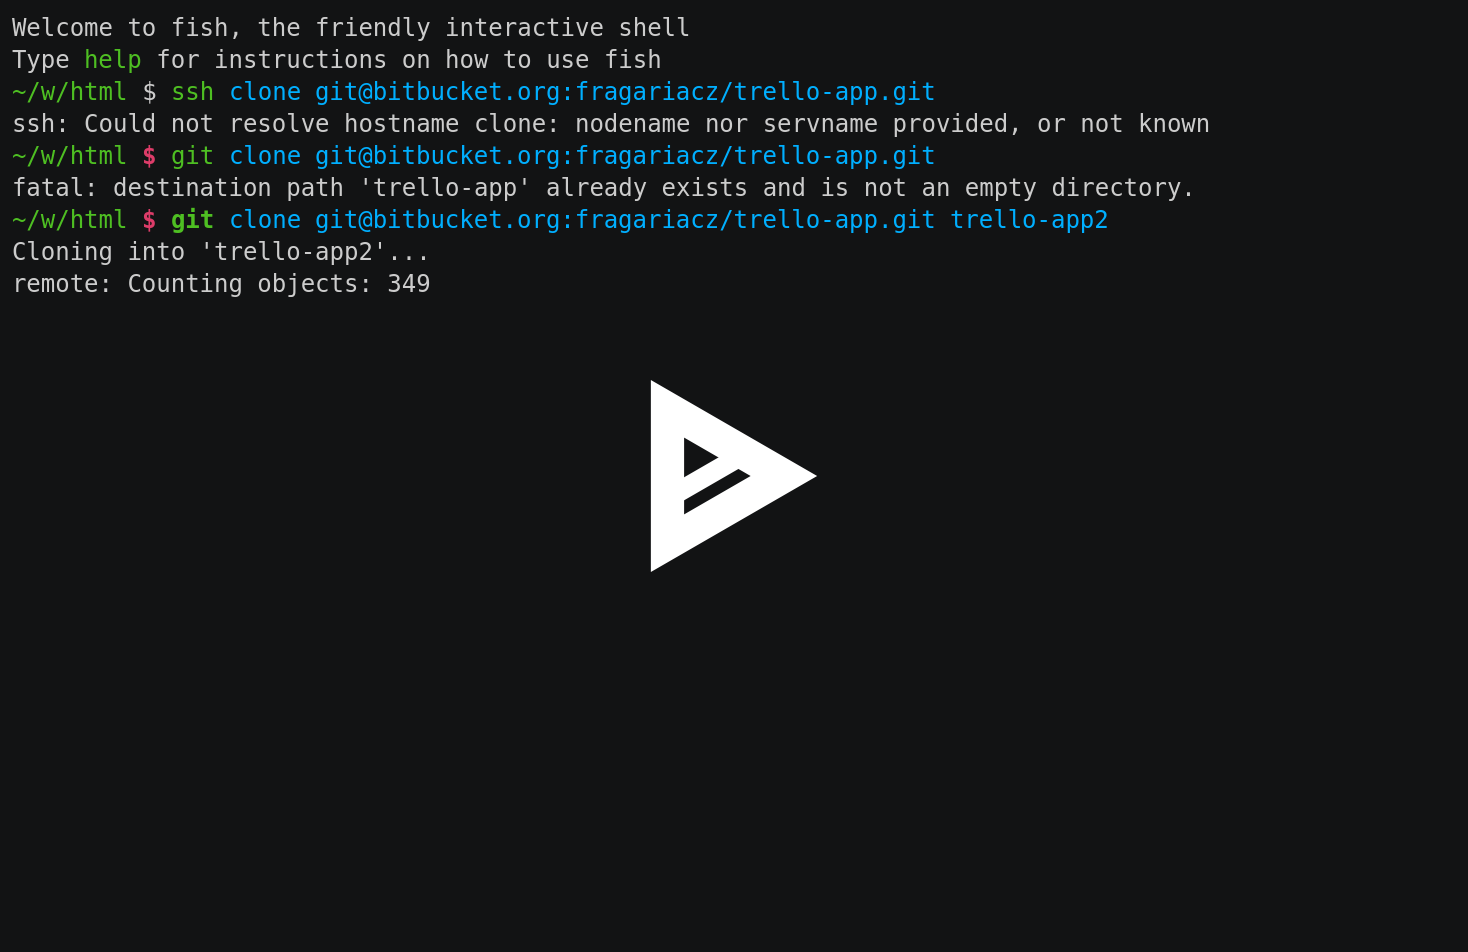 Welcome to fish, the friendly interactive shell
Type help for instructions on how to use fish
~/w/html $ ssh clone git@bitbucket.org:fragariacz/trello-app.git
ssh: Could not resolve hostname clone: nodename nor servname provided, or not known
~/w/html $ git clone git@bitbucket.org:fragariacz/trello-app.git
fatal: destination path 'trello-app' already exists and is not an empty directory.
~/w/html $ git clone git@bitbucket.org:fragariacz/trello-app.git trello-app2
Cloning into 'trello-app2'...
remote: Counting objects: 349